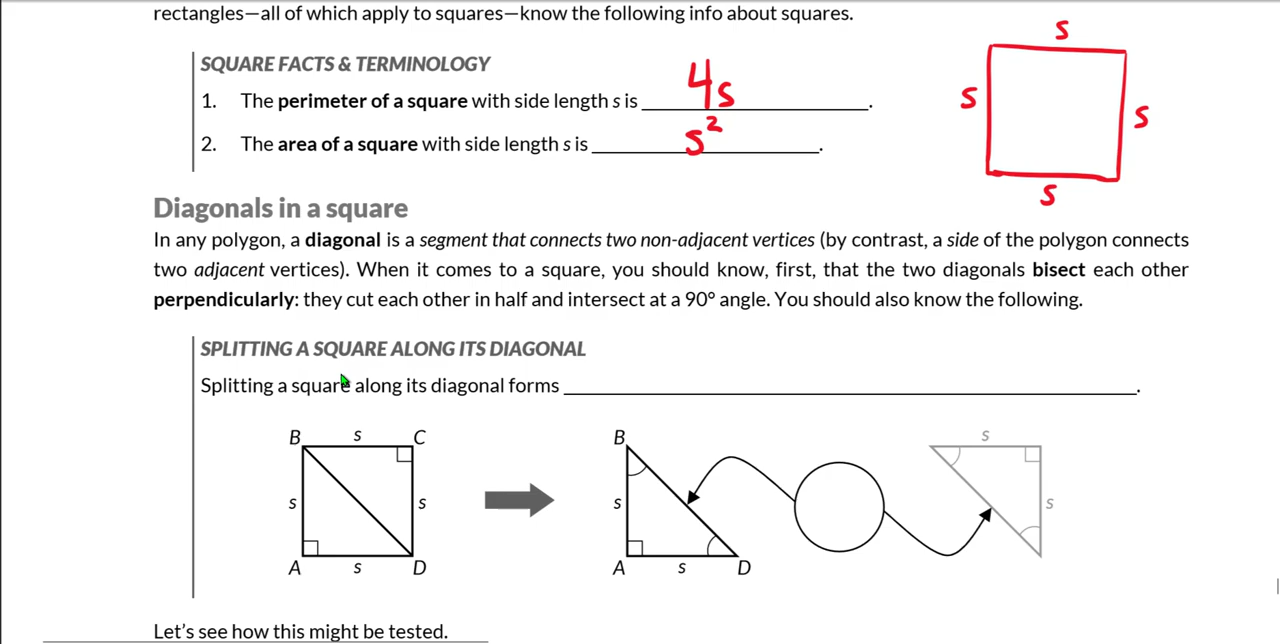 rectangles—all of which apply to squares—know the following info about squares.
s
SQUARE FACTS & TERMINOLOGY
1. The perimeter of a square with side length s is 4s.
s
s
2. The area of a square with side length s is s².
s
Diagonals in a square
In any polygon, a diagonal is a segment that connects two non-adjacent vertices (by contrast, a side of the polygon connects
two adjacent vertices). When it comes to a square, you should know, first, that the two diagonals bisect each other
perpendicularly: they cut each other in half and intersect at a 90° angle. You should also know the following.
SPLITTING A SQUARE ALONG ITS DIAGONAL
Splitting a square along its diagonal forms .
B s C
s s
A s D
B
s
A s D
s
s
Let's see how this might be tested.